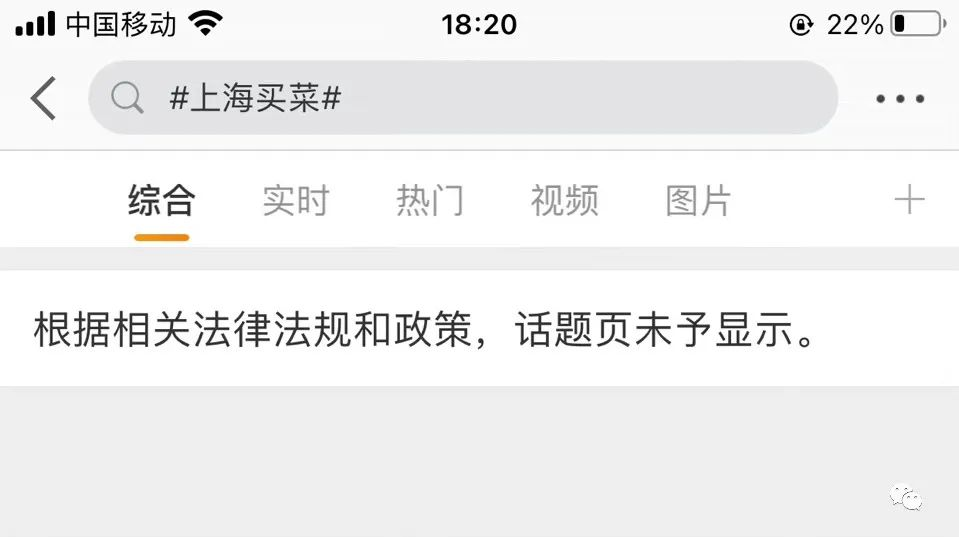 中国移动 18:20 22%
#上海买菜#
综合 实时 热门 视频 图片
根据相关法律法规和政策，话题页未予显示。